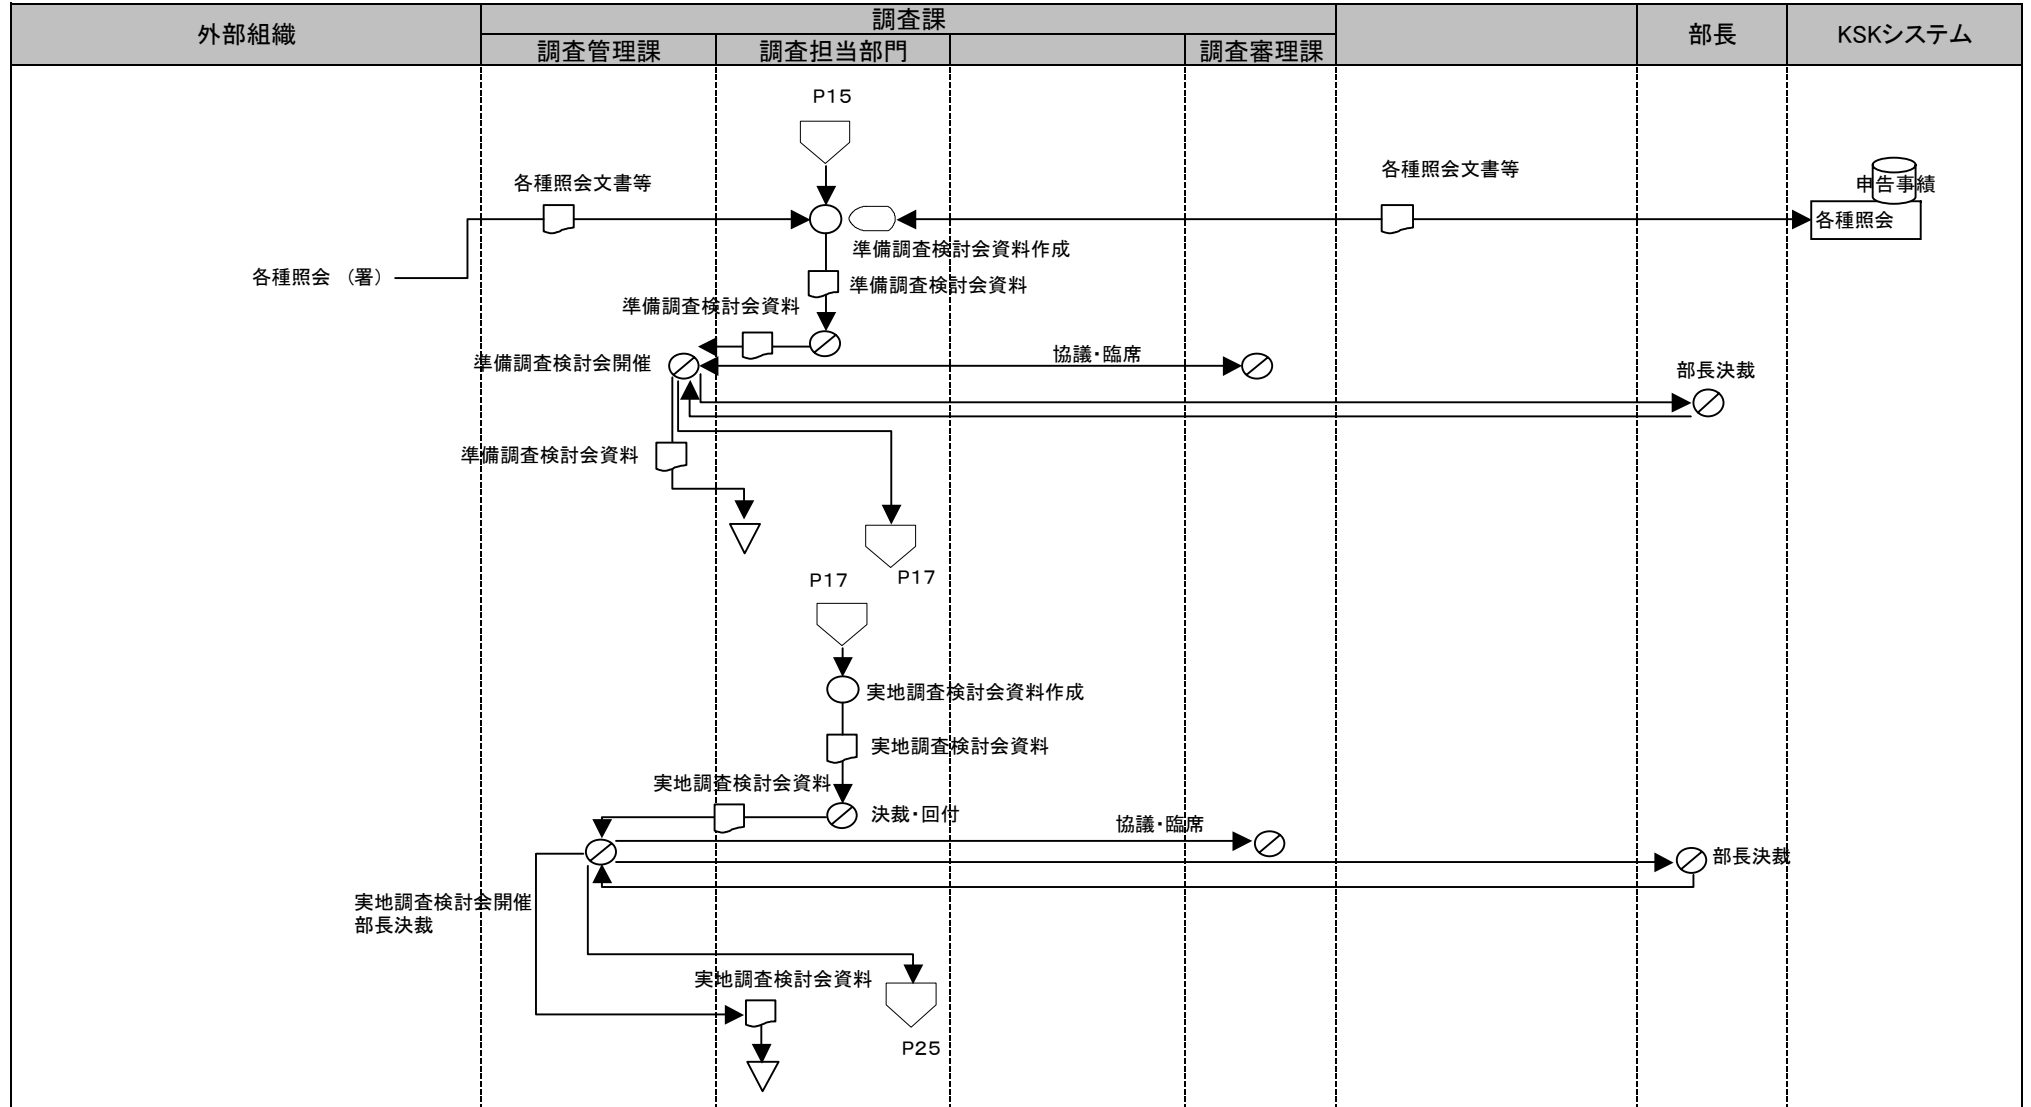 外部組織
調査課
部長
KSKシステム
調査管理課
調査担当部門
調査審理課
P15
各種照会文書等
各種照会文書等
申告事績
各種照会
準備調査検討会資料作成
各種照会 (署)
準備調査検討会資料
準備調査検討会資料
協議・臨席
準備調査検討会開催
部長決裁
準備調査検討会資料
P17
P17
実地調査検討会資料作成
実地調査検討会資料
実地調査検討会資料
決裁・回付
協議・臨席
部長決裁
実地調査検討会開催
部長決裁
実地調査検討会資料
P25